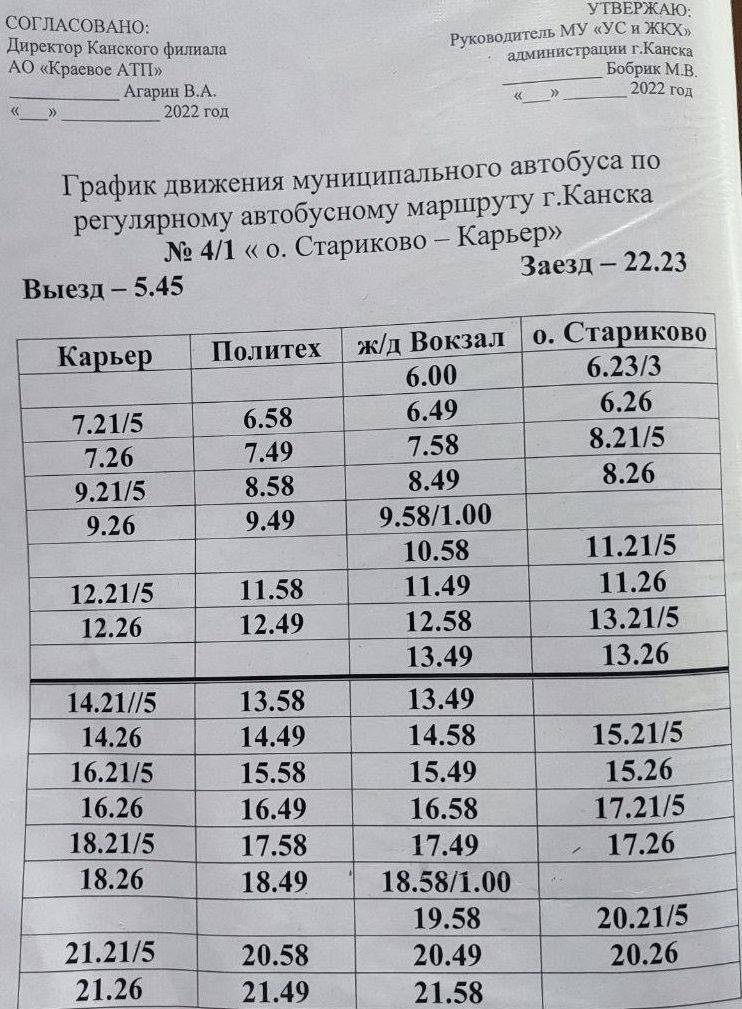 СОГЛАСОВАНО:
Директор Канского филиала
АО «Краевое АТП»
____________ Агарин В.А.
«___» ___________ 2022 год
УТВЕРЖАЮ:
Руководитель МУ «УС и ЖКХ»
администрации г.Канска
____________ Бобрик М.В.
«___» ________ 2022 год
График движения муниципального автобуса по
регулярному автобусному маршруту г.Канска
№ 4/1 « о. Стариково – Карьер»
Выезд – 5.45 Заезд – 22.23
Карьер Политех ж/д Вокзал о. Стариково
6.00 6.23/3
7.21/5 6.58 6.49 6.26
7.26 7.49 7.58 8.21/5
9.21/5 8.58 8.49 8.26
9.26 9.49 9.58/1.00
10.58 11.21/5
12.21/5 11.58 11.49 11.26
12.26 12.49 12.58 13.21/5
13.49 13.26
14.21//5 13.58 13.49
14.26 14.49 14.58 15.21/5
16.21/5 15.58 15.49 15.26
16.26 16.49 16.58 17.21/5
18.21/5 17.58 17.49 17.26
18.26 18.49 18.58/1.00
19.58 20.21/5
21.21/5 20.58 20.49 20.26
21.26 21.49 21.58